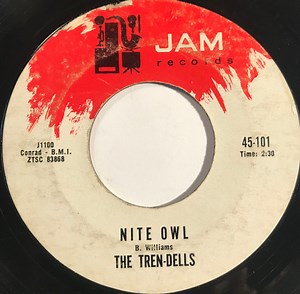 JAM
records
J1100
Conrad - B.M.I.
ZTSC 83868
45-101
Time: 2:30
NITE OWL
B. Williams
THE TREN-DELLS